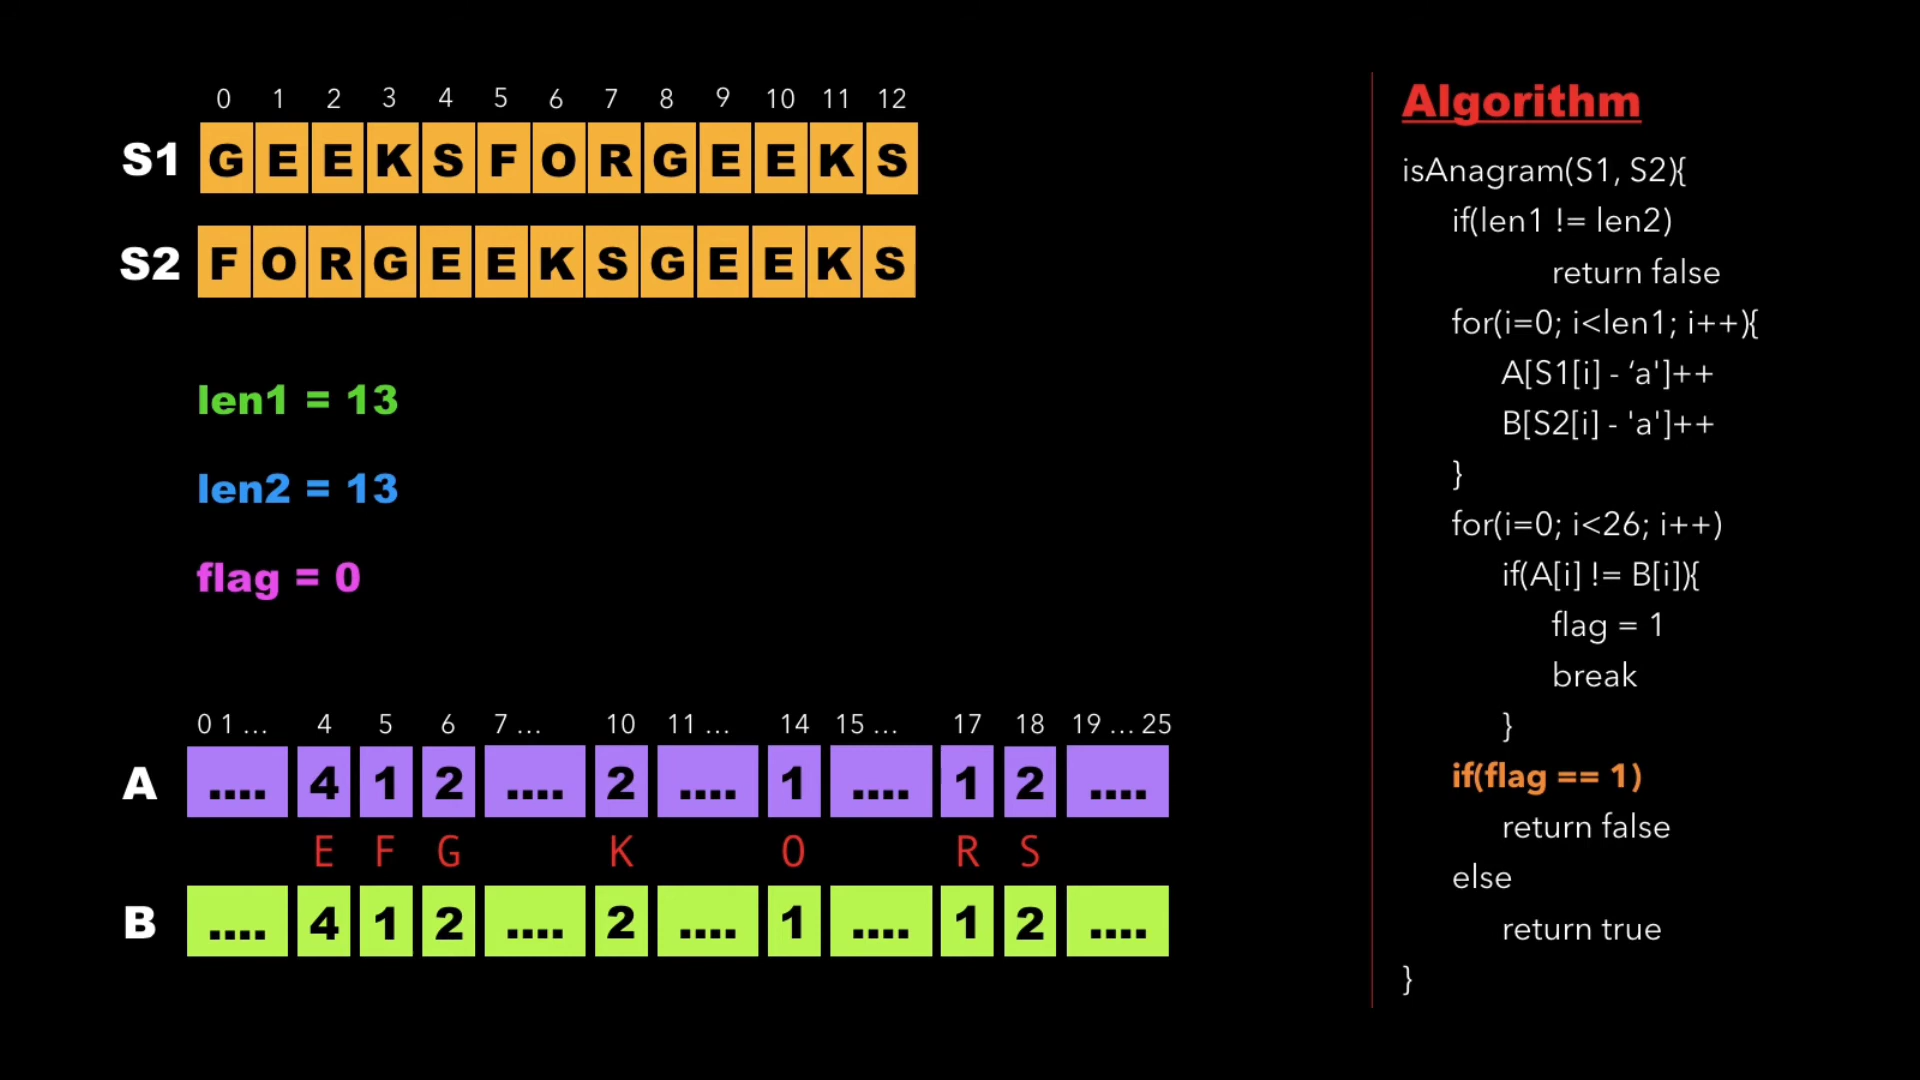 0 1 2 3 4 5 6 7 8 9 10 11 12
S1 G E E K S F O R G E E K S
S2 F O R G E E K S G E E K S
len1 = 13
len2 = 13
flag = 0
0 1 ... 4 5 6 7 ... 10 11 ... 14 15 ... 17 18 19 ... 25
A .... 4 1 2 .... 2 .... 1 .... 1 2 ....
E F G K O R S
B .... 4 1 2 .... 2 .... 1 .... 1 2 ....
Algorithm
isAnagram(S1, S2){
if(len1 != len2)
return false
for(i=0; i<len1; i++){
A[S1[i] - ‘a']++
B[S2[i] - 'a']++
}
for(i=0; i<26; i++)
if(A[i] != B[i]){
flag = 1
break
}
if(flag == 1)
return false
else
return true
}